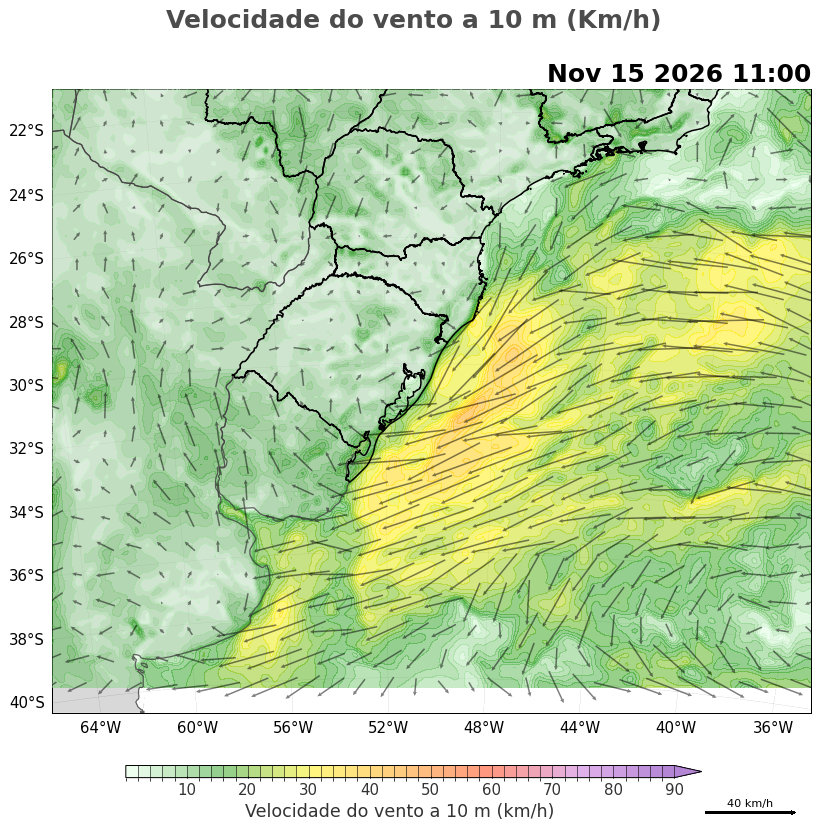 Velocidade do vento a 10 m (Km/h)
Nov 15 2026 11:00
22°S
24°S
26°S
28°S
30°S
32°S
34°S
36°S
38°S
40°S
64°W 60°W 56°W 52°W 48°W 44°W 40°W 36°W
10 20 30 40 50 60 70 80 90
Velocidade do vento a 10 m (km/h)
40 km/h